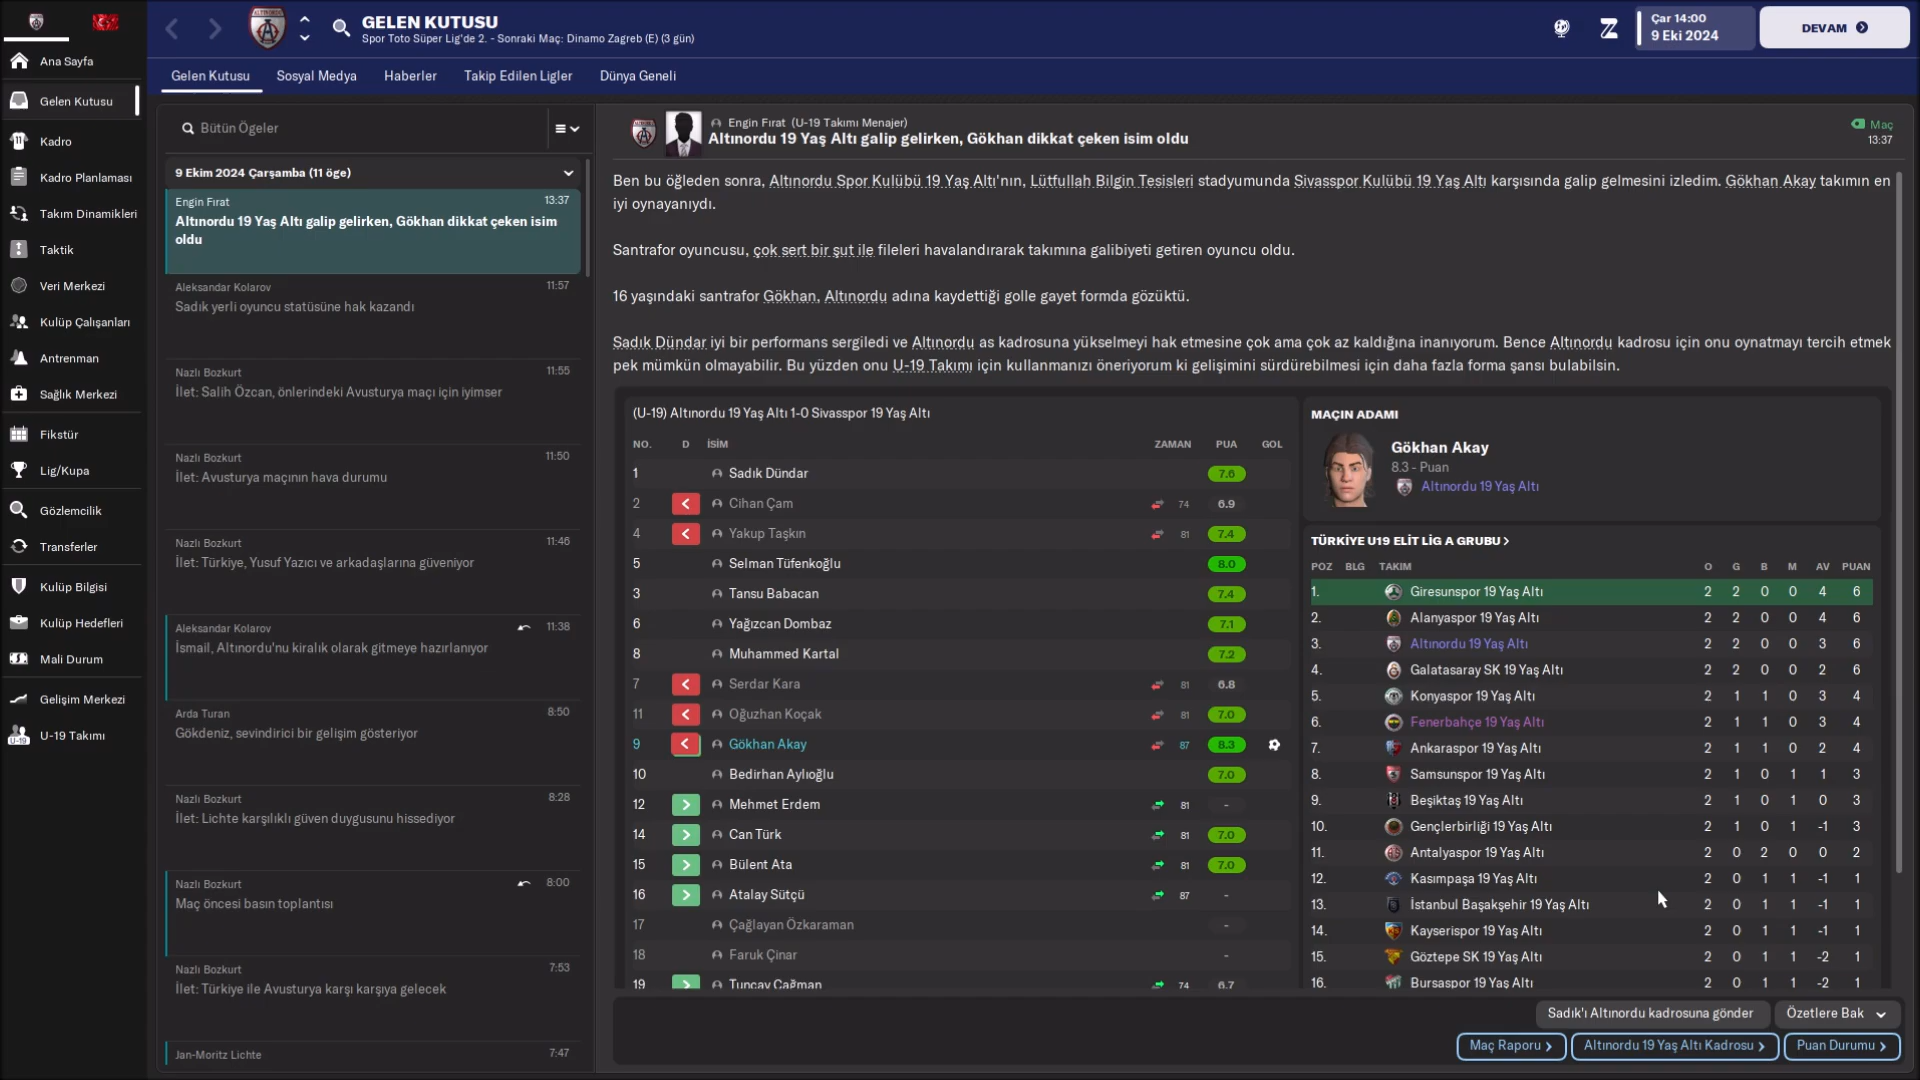 GELEN KUTUSU
Spor Toto Süper Lig'de 2. - Sonraki Maç: Dinamo Zagreb (E) (3 gün)
Çar 14:00
9 Eki 2024
DEVAM
Ana Sayfa
Gelen Kutusu
Kadro
Kadro Planlaması
Takım Dinamikleri
Taktik
Veri Merkezi
Kulüp Çalışanları
Antrenman
Sağlık Merkezi
Fikstür
Lig/Kupa
Gözlemcilik
Transferler
Kulüp Bilgisi
Kulüp Hedefleri
Mali Durum
Gelişim Merkezi
U-19 Takımı
Gelen Kutusu Sosyal Medya Haberler Takip Edilen Ligler Dünya Geneli
Bütün Ögeler
9 Ekim 2024 Çarşamba (11 öge)
Engin Fırat 13:37
Altınordu 19 Yaş Altı galip gelirken, Gökhan dikkat çeken isim
oldu
Aleksandar Kolarov 11:57
Sadık yerli oyuncu statüsüne hak kazandı
Nazlı Bozkurt 11:55
İlet: Salih Özcan, önlerindeki Avusturya maçı için iyimser
Nazlı Bozkurt 11:50
İlet: Avusturya maçının hava durumu
Nazlı Bozkurt 11:46
İlet: Türkiye, Yusuf Yazıcı ve arkadaşlarına güveniyor
Aleksandar Kolarov 11:38
İsmail, Altınordu'nu kiralık olarak gitmeye hazırlanıyor
Arda Turan 8:50
Gökdeniz, sevindirici bir gelişim gösteriyor
Nazlı Bozkurt 8:28
İlet: Lichte karşılıklı güven duygusunu hissediyor
Nazlı Bozkurt 8:00
Maç öncesi basın toplantısı
Nazlı Bozkurt 7:53
İlet: Türkiye ile Avusturya karşı karşıya gelecek
Jan-Moritz Lichte 7:47
Engin Fırat (U-19 Takımı Menajer)
Altınordu 19 Yaş Altı galip gelirken, Gökhan dikkat çeken isim oldu
Maç
13:37
Ben bu öğleden sonra, Altınordu Spor Kulübü 19 Yaş Altı'nın, Lütfullah Bilgin Tesisleri stadyumunda Sivasspor Kulübü 19 Yaş Altı karşısında galip gelmesini izledim. Gökhan Akay takımın en
iyi oynayanıydı.
Santrafor oyuncusu, çok sert bir şut ile fileleri havalandırarak takımına galibiyeti getiren oyuncu oldu.
16 yaşındaki santrafor Gökhan, Altınordu adına kaydettiği golle gayet formda gözüktü.
Sadık Dündar iyi bir performans sergiledi ve Altınordu as kadrosuna yükselmeyi hak etmesine çok ama çok az kaldığına inanıyorum. Bence Altınordu kadrosu için onu oynatmayı tercih etmek
pek mümkün olmayabilir. Bu yüzden onu U-19 Takımı için kullanmanızı öneriyorum ki gelişimini sürdürebilmesi için daha fazla forma şansı bulabilsin.
(U-19) Altınordu 19 Yaş Altı 1-0 Sivasspor 19 Yaş Altı
NO. D İSİM ZAMAN PUA GOL
1 Sadık Dündar 7.6
2 Cihan Çam 74 6.9
4 Yakup Taşkın 81 7.4
5 Selman Tüfenkoğlu 8.0
3 Tansu Babacan 7.4
6 Yağızcan Dombaz 7.1
8 Muhammed Kartal 7.2
7 Serdar Kara 81 6.8
11 Oğuzhan Koçak 81 7.0
9 Gökhan Akay 87 8.3
10 Bedirhan Aylıoğlu 7.0
12 Mehmet Erdem 81 -
14 Can Türk 81 7.0
15 Bülent Ata 81 7.0
16 Atalay Sütçü 87 -
17 Çağlayan Özkaraman -
18 Faruk Çinar -
19 Tuncay Çağman 74 6.7
MAÇIN ADAMI
Gökhan Akay
8.3 - Puan
Altınordu 19 Yaş Altı
TÜRKİYE U19 ELİT LİG A GRUBU
POZ BLG TAKIM O G B M AV PUAN
1. Giresunspor 19 Yaş Altı 2 2 0 0 4 6
2. Alanyaspor 19 Yaş Altı 2 2 0 0 4 6
3. Altınordu 19 Yaş Altı 2 2 0 0 3 6
4. Galatasaray SK 19 Yaş Altı 2 2 0 0 2 6
5. Konyaspor 19 Yaş Altı 2 1 1 0 3 4
6. Fenerbahçe 19 Yaş Altı 2 1 1 0 3 4
7. Ankaraspor 19 Yaş Altı 2 1 1 0 2 4
8. Samsunspor 19 Yaş Altı 2 1 0 1 1 3
9. Beşiktaş 19 Yaş Altı 2 1 0 1 0 3
10. Gençlerbirliği 19 Yaş Altı 2 1 0 1 -1 3
11. Antalyaspor 19 Yaş Altı 2 0 2 0 0 2
12. Kasımpaşa 19 Yaş Altı 2 0 1 1 -1 1
13. İstanbul Başakşehir 19 Yaş Altı 2 0 1 1 -1 1
14. Kayserispor 19 Yaş Altı 2 0 1 1 -1 1
15. Göztepe SK 19 Yaş Altı 2 0 1 1 -2 1
16. Bursaspor 19 Yaş Altı 2 0 1 1 -2 1
Sadık'ı Altınordu kadrosuna gönder Özetlere Bak
Maç Raporu Altınordu 19 Yaş Altı Kadrosu Puan Durumu